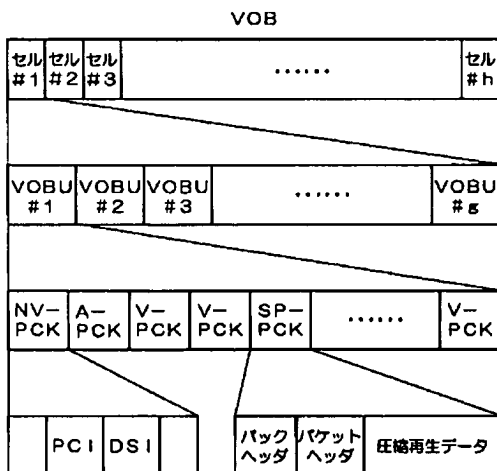 VOB
セル #1 セル #2 セル #3 ...... セル #h
VOBU #1 VOBU #2 VOBU #3 ...... VOBU #g
NV-PCK A-PCK V-PCK V-PCK SP-PCK ...... V-PCK
PCI DSI パックヘッダ パケットヘッダ 圧縮再生データ